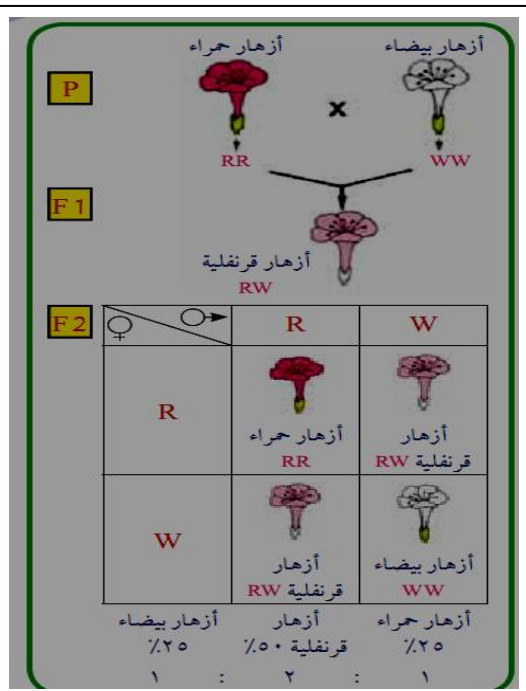 أزهار حمراء
أزهار بيضاء
P
x
RR
WW
F1
أزهار قرنفلية
RW
F2
♀
♂
R
W
R
أزهار حمراء
RR
أزهار
قرنفلية RW
W
أزهار
قرنفلية RW
أزهار بيضاء
WW
أزهار حمراء
٢٥٪
أزهار
قرنفلية ٥٠٪
أزهار بيضاء
٢٥٪
١ : ٢ : ١